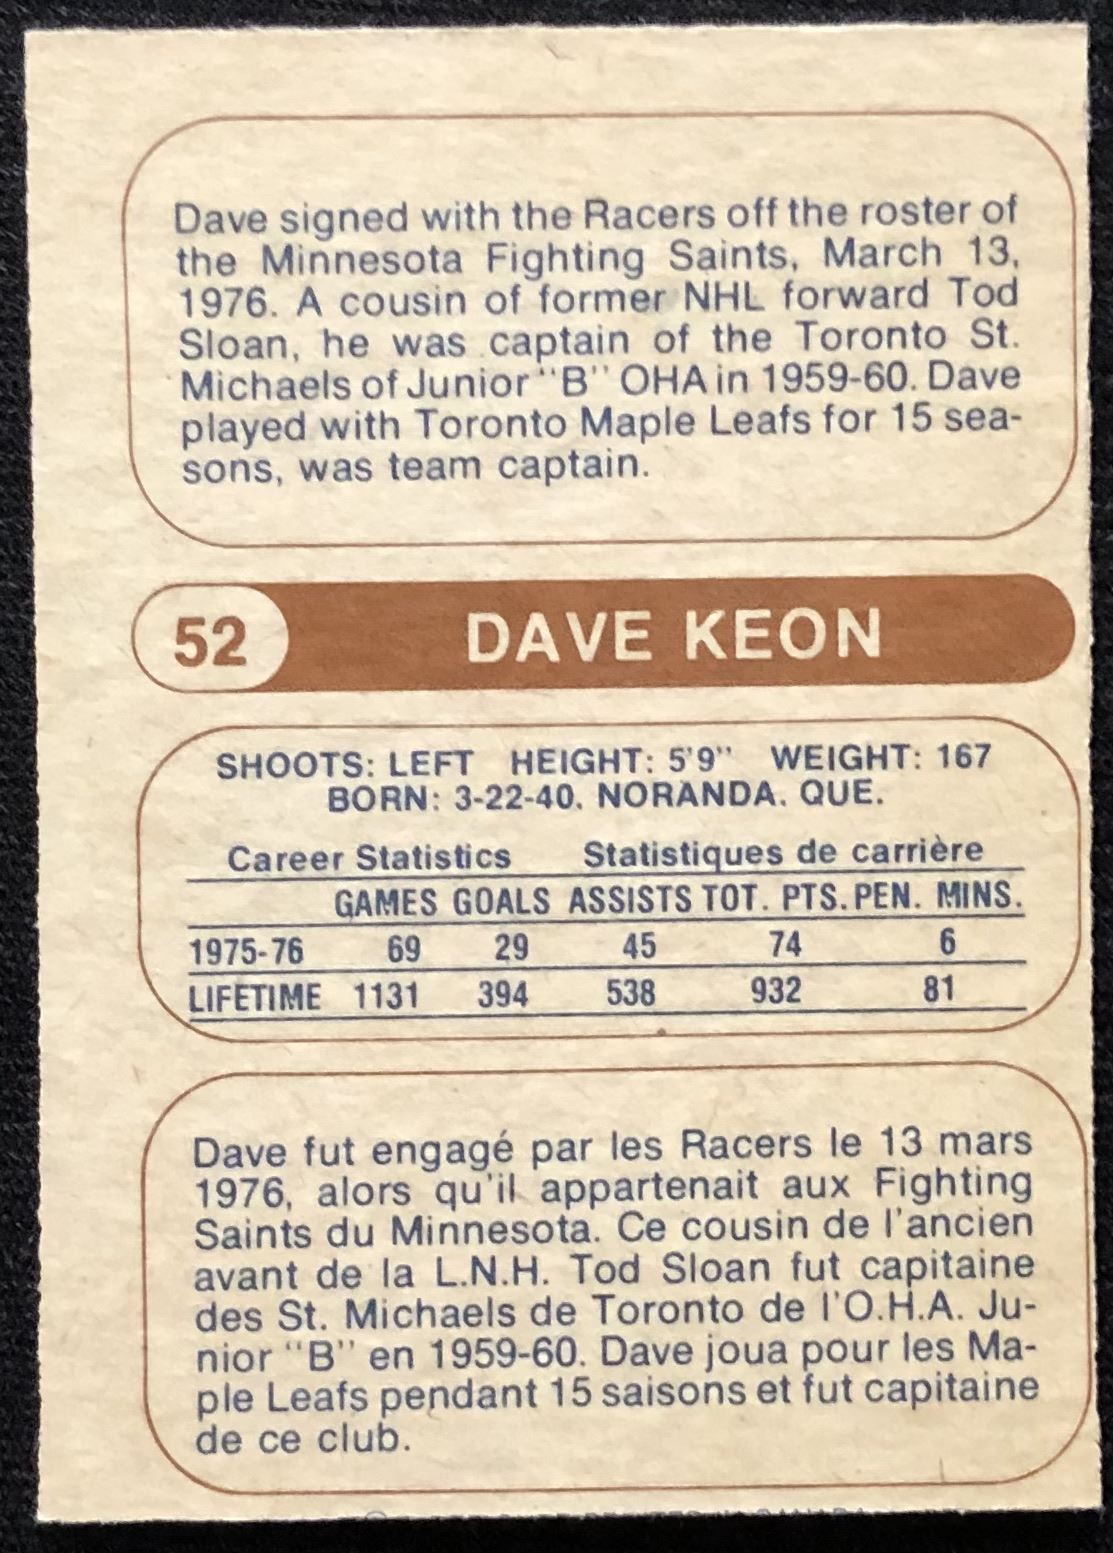 Dave signed with the Racers off the roster of
the Minnesota Fighting Saints, March 13,
1976. A cousin of former NHL forward Tod
Sloan, he was captain of the Toronto St.
Michaels of Junior "B" OHA in 1959-60. Dave
played with Toronto Maple Leafs for 15 sea-
sons, was team captain.
52 DAVE KEON
SHOOTS: LEFT HEIGHT: 5'9" WEIGHT: 167
BORN: 3-22-40. NORANDA. QUE.
Career Statistics Statistiques de carrière
GAMES GOALS ASSISTS TOT. PTS. PEN. MINS.
1975-76 69 29 45 74 6
LIFETIME 1131 394 538 932 81
Dave fut engagé par les Racers le 13 mars
1976, alors qu'il appartenait aux Fighting
Saints du Minnesota. Ce cousin de l'ancien
avant de la L.N.H. Tod Sloan fut capitaine
des St. Michaels de Toronto de l'O.H.A. Ju-
nior "B" en 1959-60. Dave joua pour les Ma-
ple Leafs pendant 15 saisons et fut capitaine
de ce club.